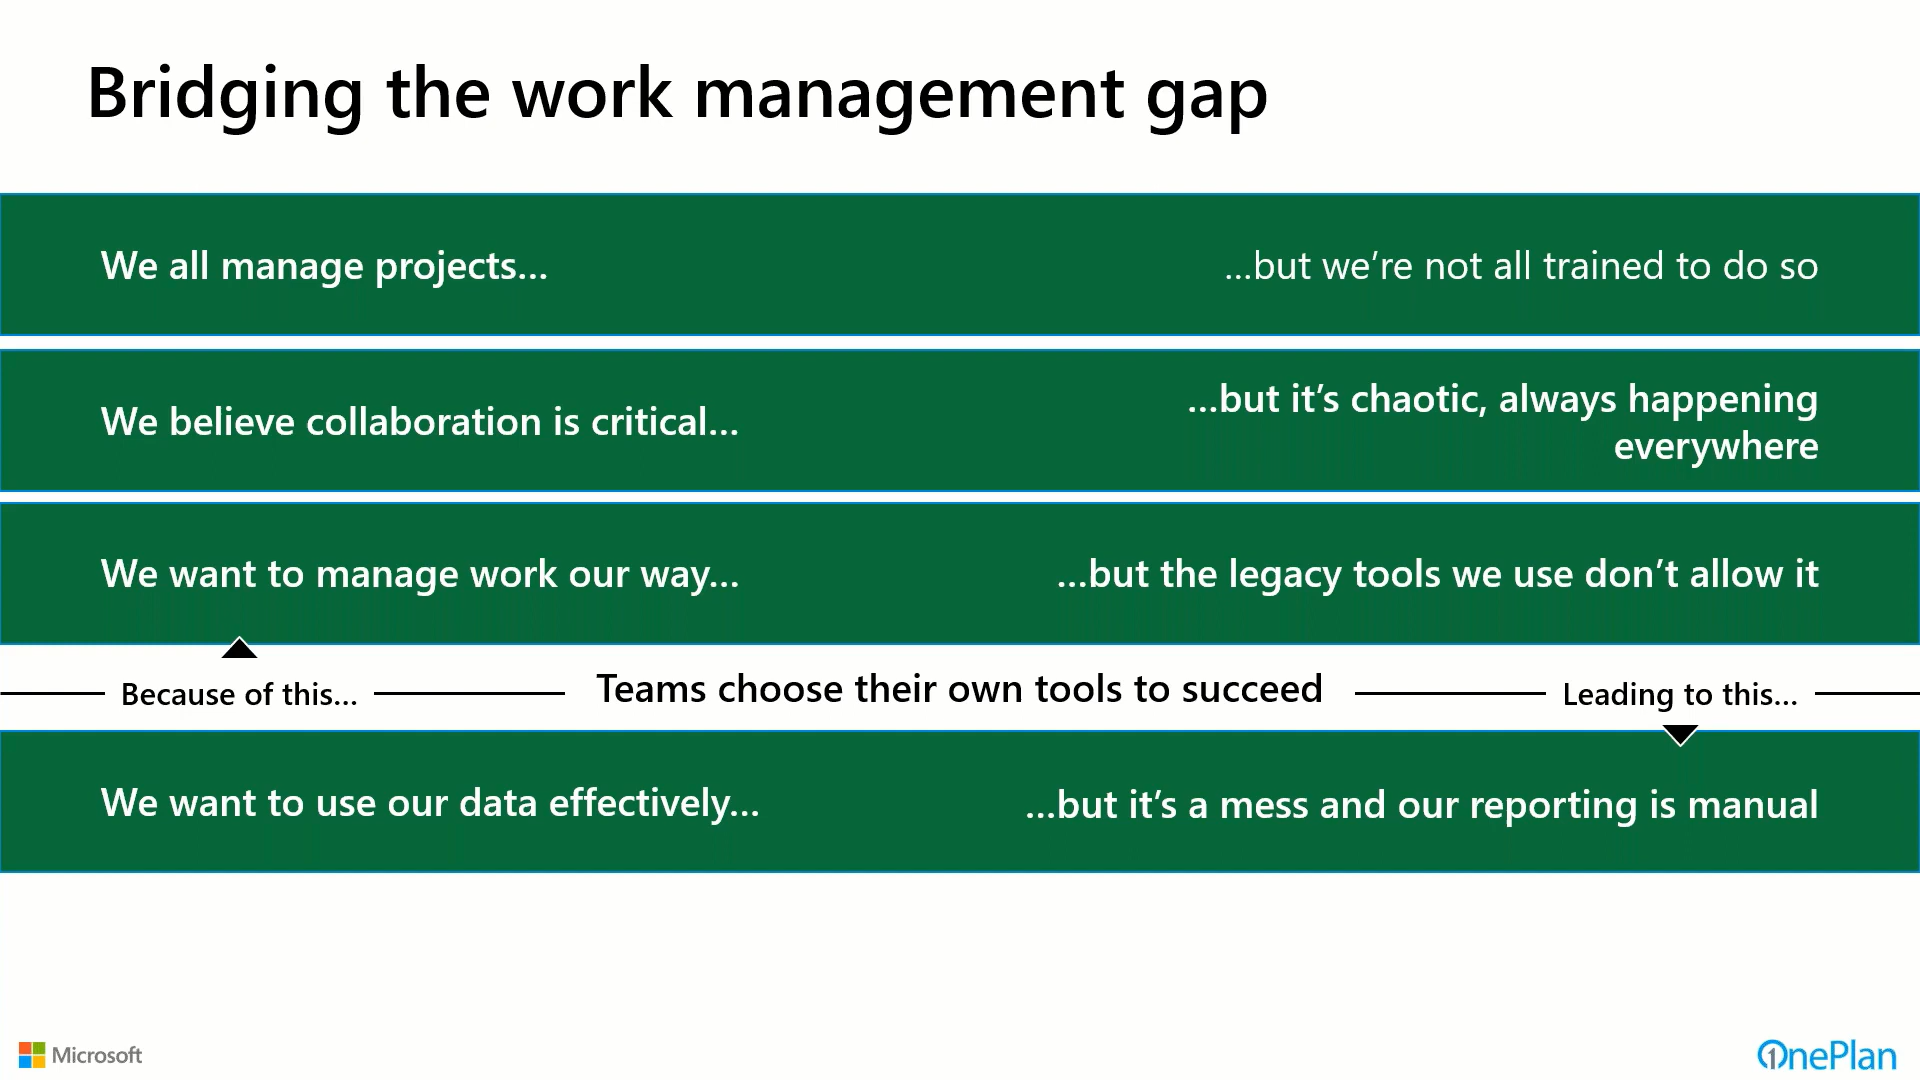 Bridging the work management gap
We all manage projects...
...but we’re not all trained to do so
We believe collaboration is critical...
...but it’s chaotic, always happening
everywhere
We want to manage work our way...
...but the legacy tools we use don’t allow it
Because of this...
Teams choose their own tools to succeed
Leading to this...
We want to use our data effectively...
...but it’s a mess and our reporting is manual
Microsoft
OnePlan